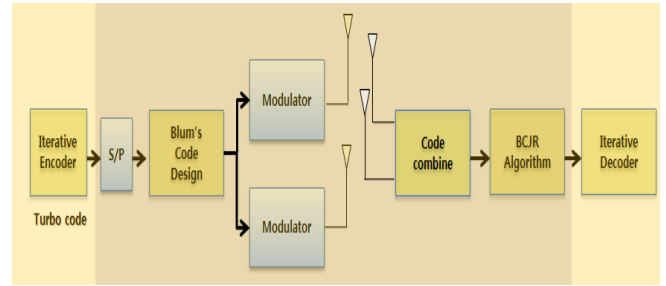 Iterative
Encoder
Turbo code
S/P
Blum's
Code
Design
Modulator
Modulator
Code
combine
BCJR
Algorithm
Iterative
Decoder